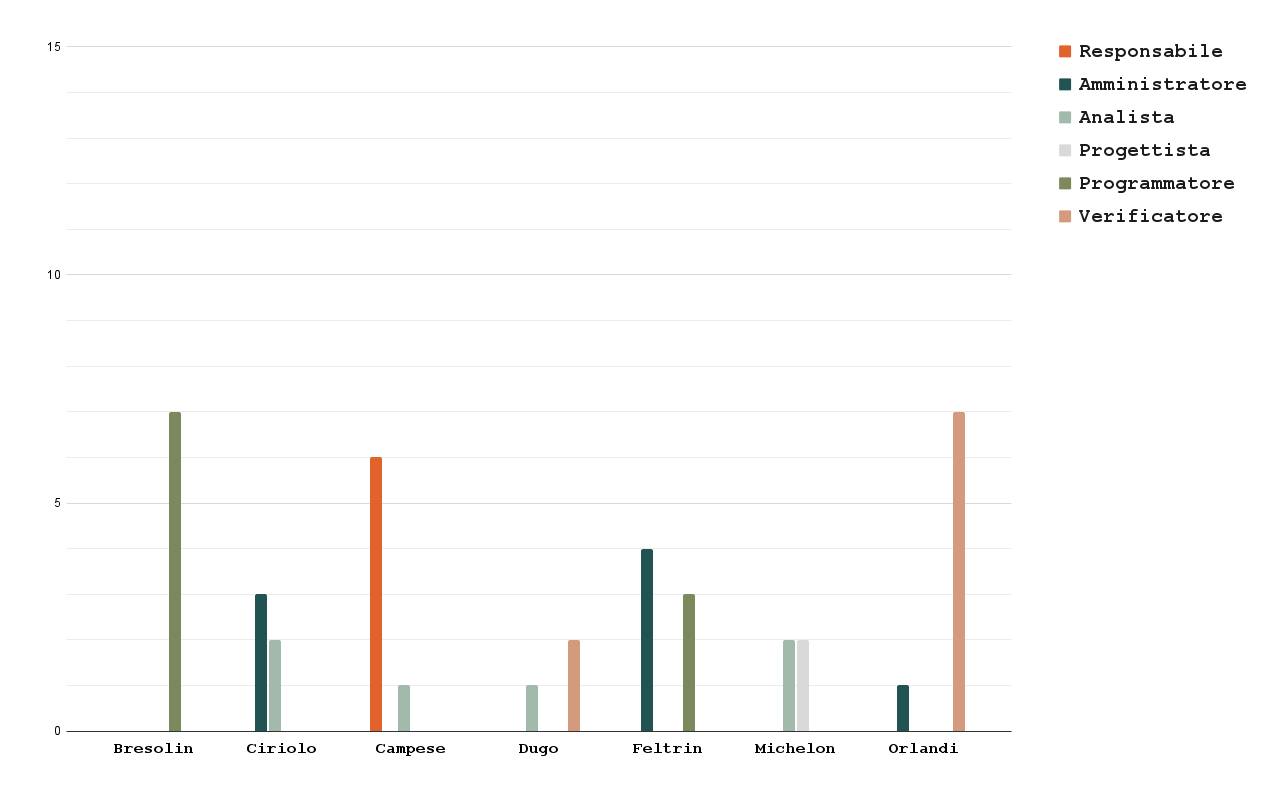 15
10
5
0
Bresolin Ciriolo Campese Dugo Feltrin Michelon Orlandi
Responsabile
Amministratore
Analista
Progettista
Programmatore
Verificatore